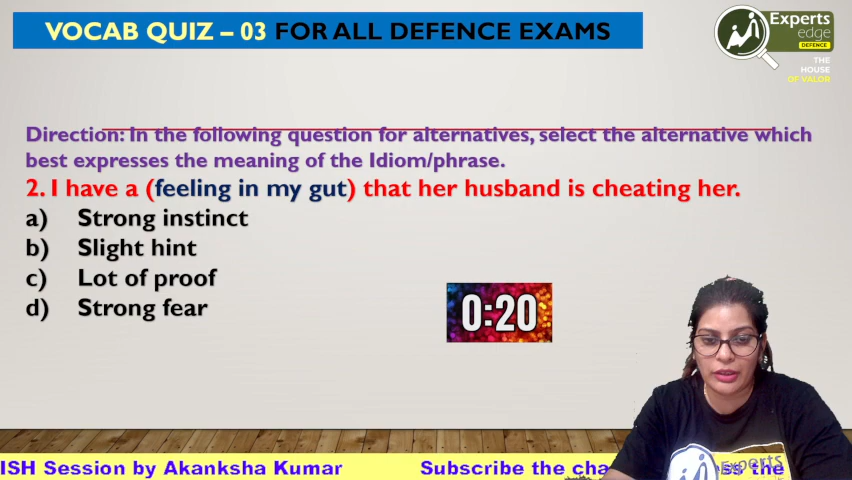 VOCAB QUIZ – 03 FOR ALL DEFENCE EXAMS
Experts
edge
DEFENCE
THE
HOUSE
OF VALOR
Direction: In the following question for alternatives, select the alternative which
best expresses the meaning of the Idiom/phrase.
2. I have a (feeling in my gut) that her husband is cheating her.
a) Strong instinct
b) Slight hint
c) Lot of proof
d) Strong fear
0:20
ISH Session by Akanksha Kumar Subscribe the cha the
Experts